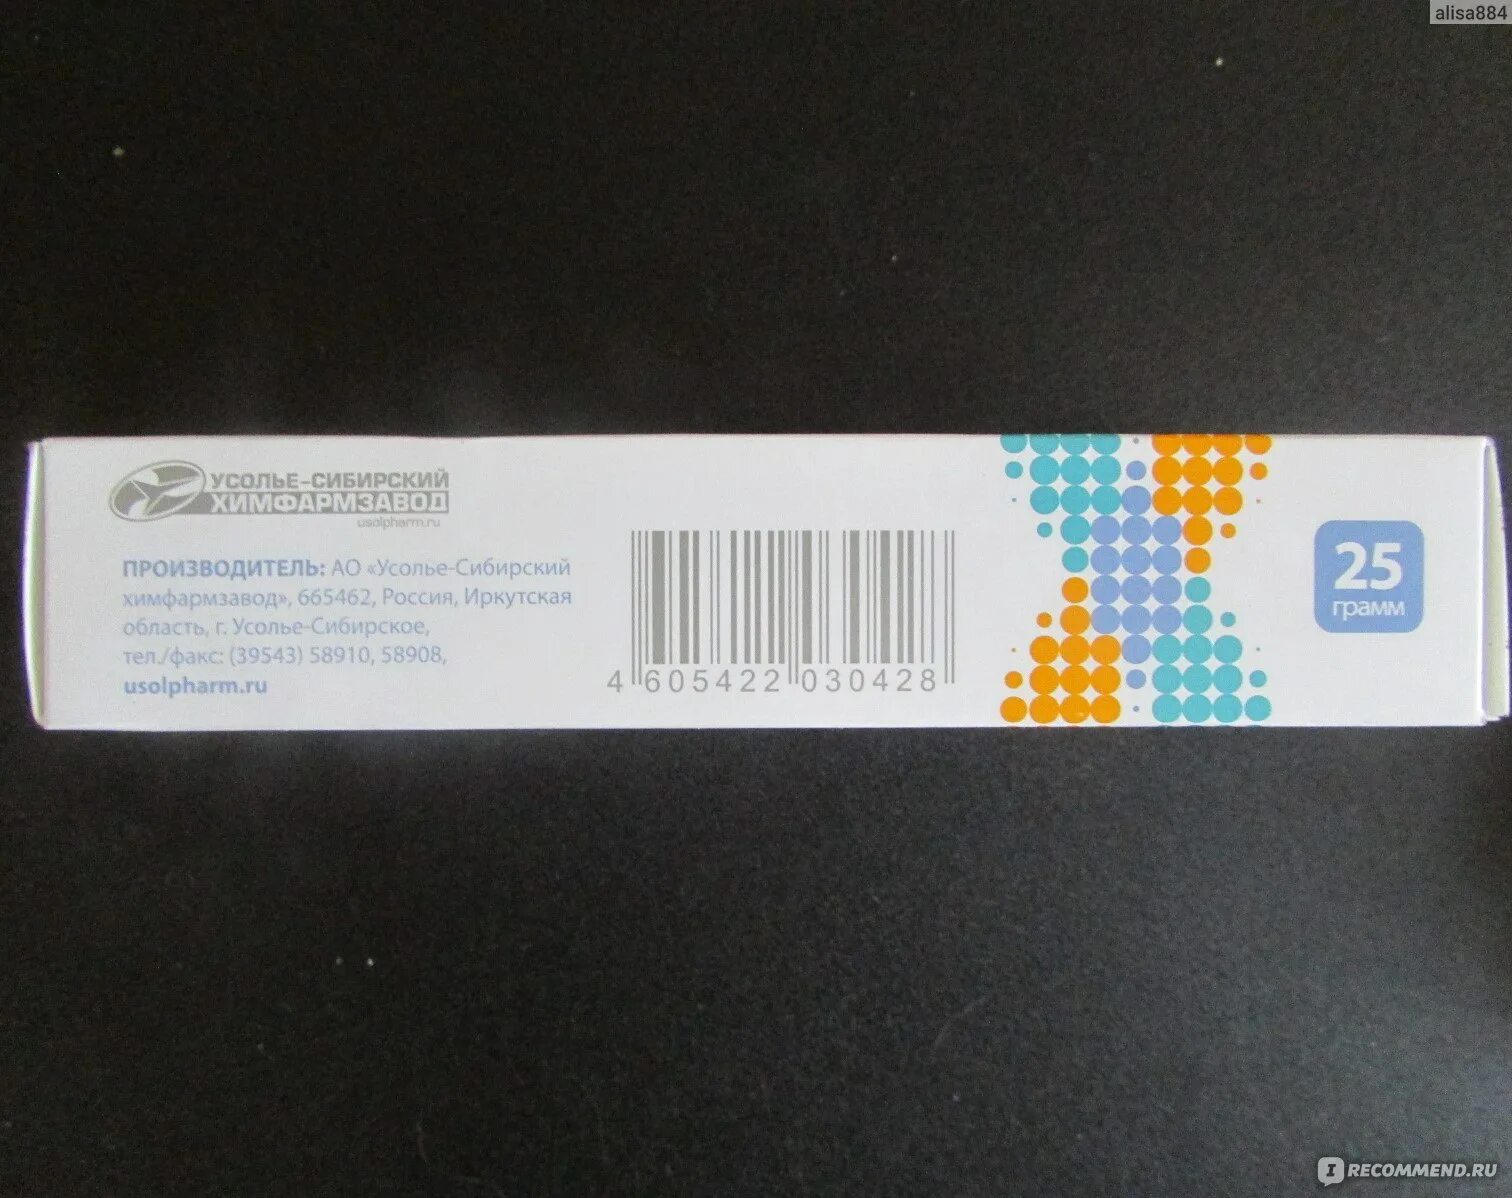 alisa884
УСОЛЬЕ-СИБИРСКИЙ
ХИМФАРМЗАВОД
usolpharm.ru
ПРОИЗВОДИТЕЛЬ: АО «Усолье-Сибирский
химфармзавод», 665462, Россия, Иркутская
область, г. Усолье-Сибирское,
тел./факс: (39543) 58910, 58908,
usolpharm.ru
4 605422 030428
25
грамм
IRECOMMEND.RU